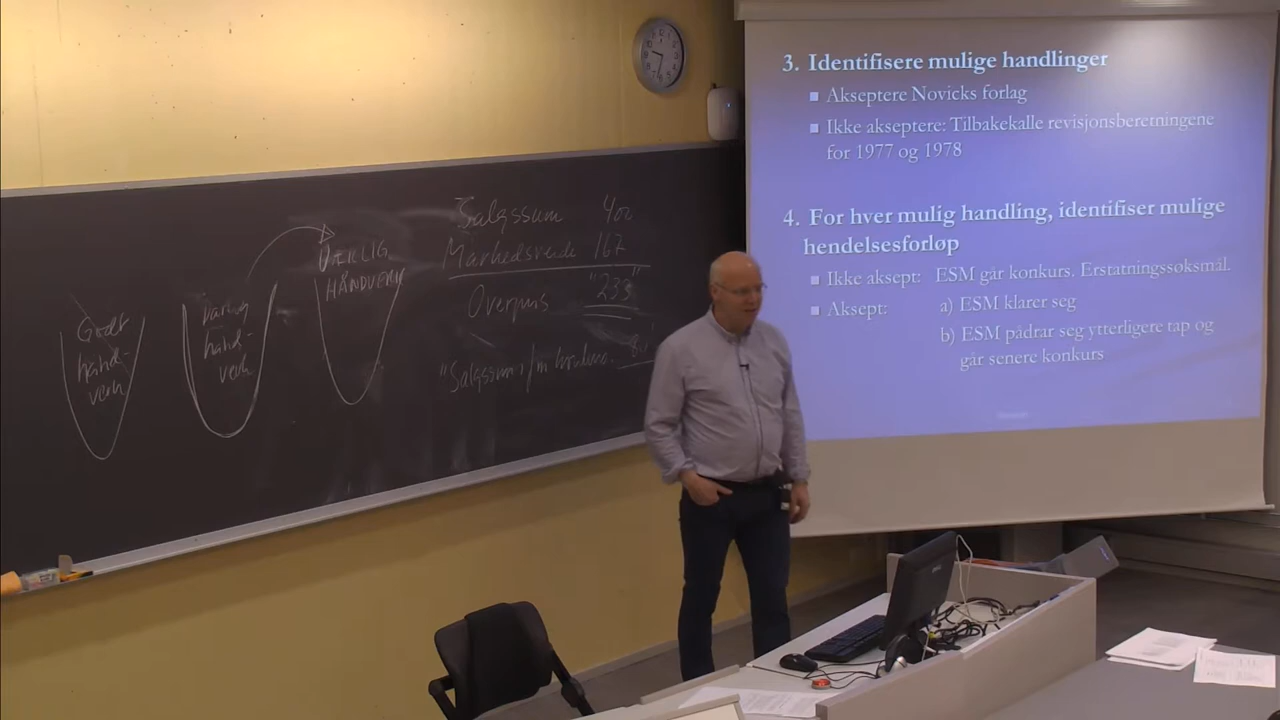 Godt
hånd-
verk
hånd-
verk
HÅNDVERK
Salgssum 400
Markedsverdi 167
Overpris "233"
"Salgssum
3. Identifisere mulige handlinger
■ Akseptere Novicks forlag
■ Ikke akseptere: Tilbakekalle revisjonsberetningene
for 1977 og 1978
4. For hver mulig handling, identifiser mulige
hendelsesforløp
■ Ikke aksept: ESM går konkurs. Erstatningssøksmål.
■ Aksept: a) ESM klarer seg
b) ESM pådrar seg ytterligere tap og
går senere konkurs